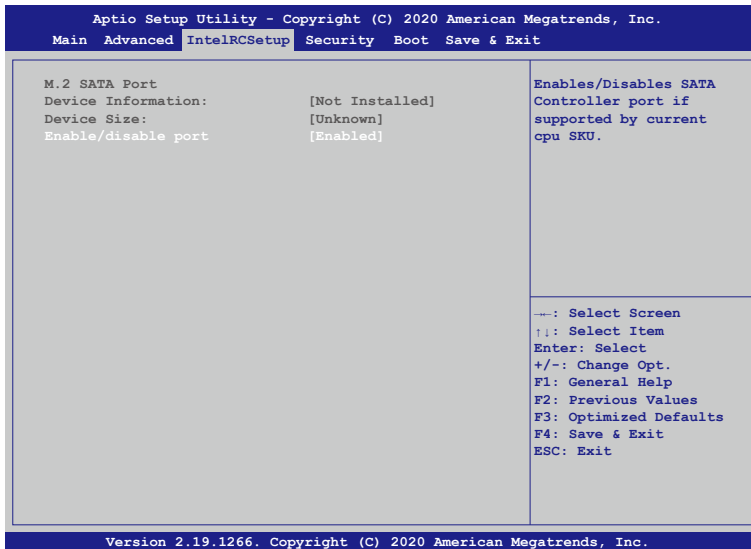 Aptio Setup Utility - Copyright (C) 2020 American Megatrends, Inc.
Main Advanced IntelRCSetup Security Boot Save & Exit
M.2 SATA Port
Device Information: [Not Installed]
Device Size: [Unknown]
Enable/disable port [Enabled]
Enables/Disables SATA
Controller port if
supported by current
cpu SKU.
→←: Select Screen
↑↓: Select Item
Enter: Select
+/-: Change Opt.
F1: General Help
F2: Previous Values
F3: Optimized Defaults
F4: Save & Exit
ESC: Exit
Version 2.19.1266. Copyright (C) 2020 American Megatrends, Inc.